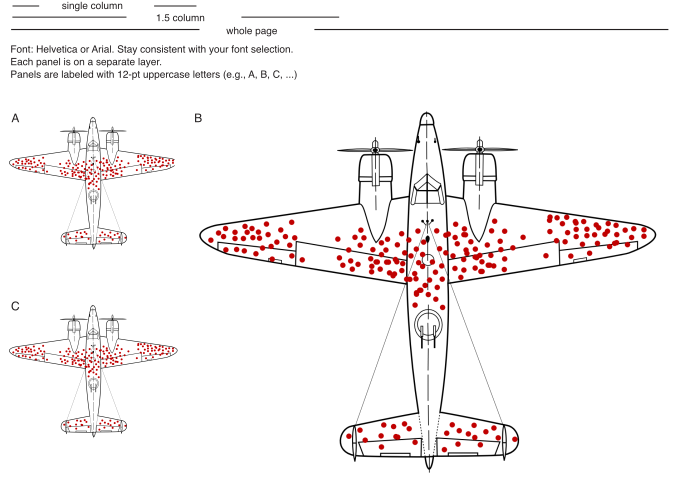 single column
1.5 column
whole page
Font: Helvetica or Arial. Stay consistent with your font selection.
Each panel is on a separate layer.
Panels are labeled with 12-pt uppercase letters (e.g., A, B, C, ...)
A
B
C